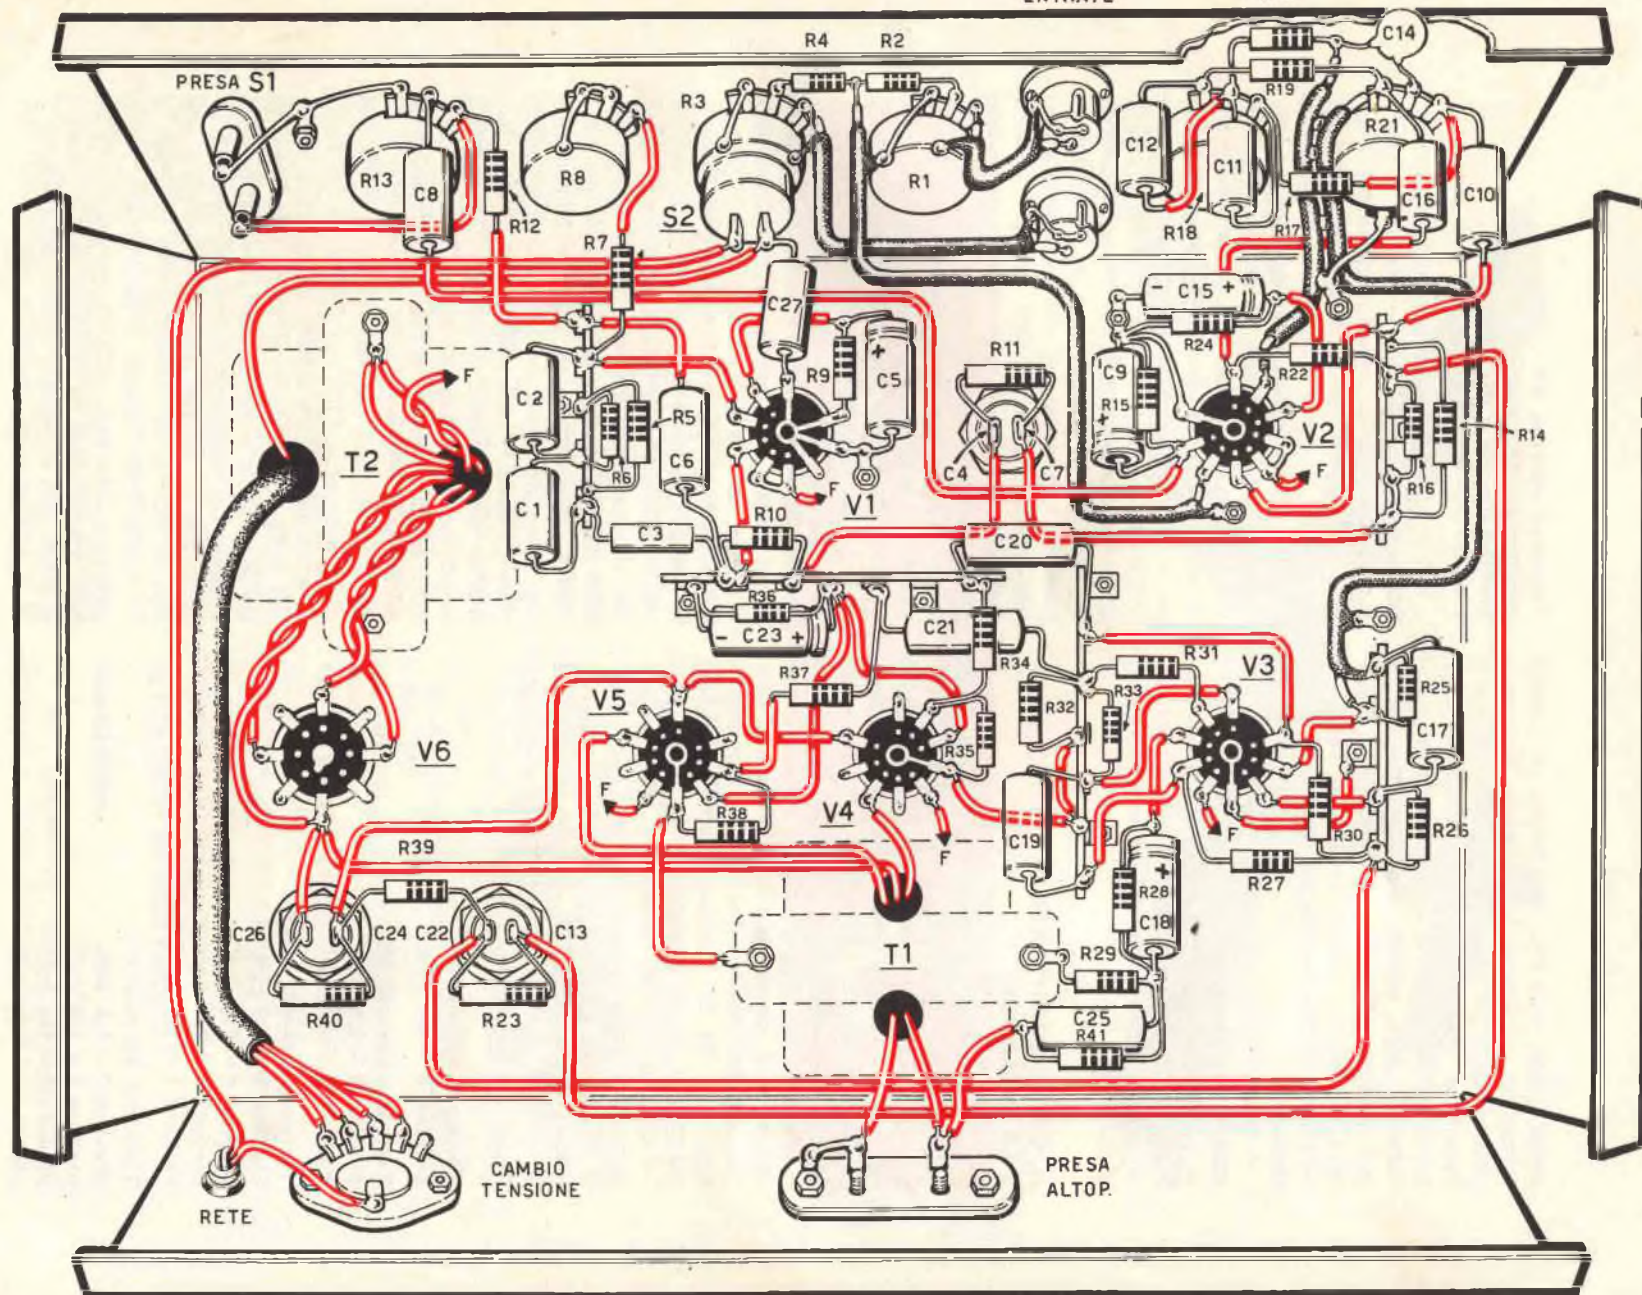 R4 R2
C14
PRESA S1
R3
R19
R21
C12
C11
R13
C8
R8
R1
C16
C10
R12
S2
R18
R17
R7
C15
- +
C27
R24
R11
R9
C5
+
C9
R22
F
C2
R15
+
T2
R5
V2
R14
C6
R6
C4
C7
F
R16
F
V1
C1
R10
C3
C20
R36
- C23 +
C21
R34
R31
V3
R37
R33
R25
V5
R32
C17
V6
R35
F
R38
V4
C19
F
R30
R26
F
R39
+
R27
R28
C18
C26
C24
C22
C13
T1
R29
R40
R23
C25
R41
CAMBIO
TENSIONE
PRESA
ALTOP.
RETE